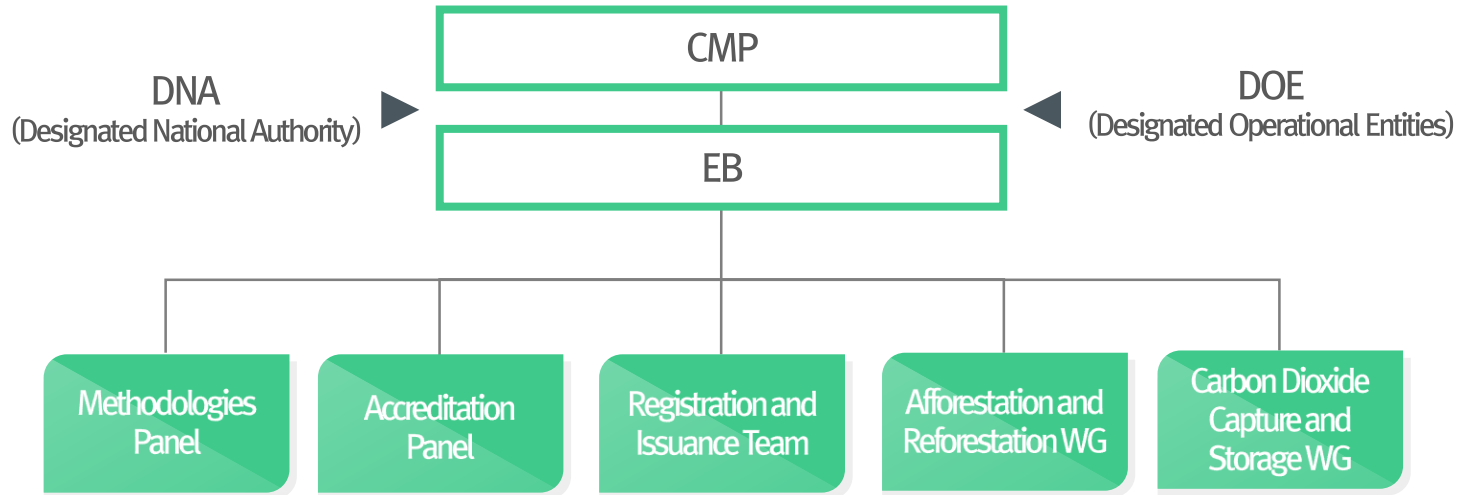 CMP
DNA
(Designated National Authority)
DOE
(Designated Operational Entities)
EB
Methodologies
Panel
Accreditation
Panel
Registration and
Issuance Team
Afforestation and
Reforestation WG
Carbon Dioxide
Capture and
Storage WG